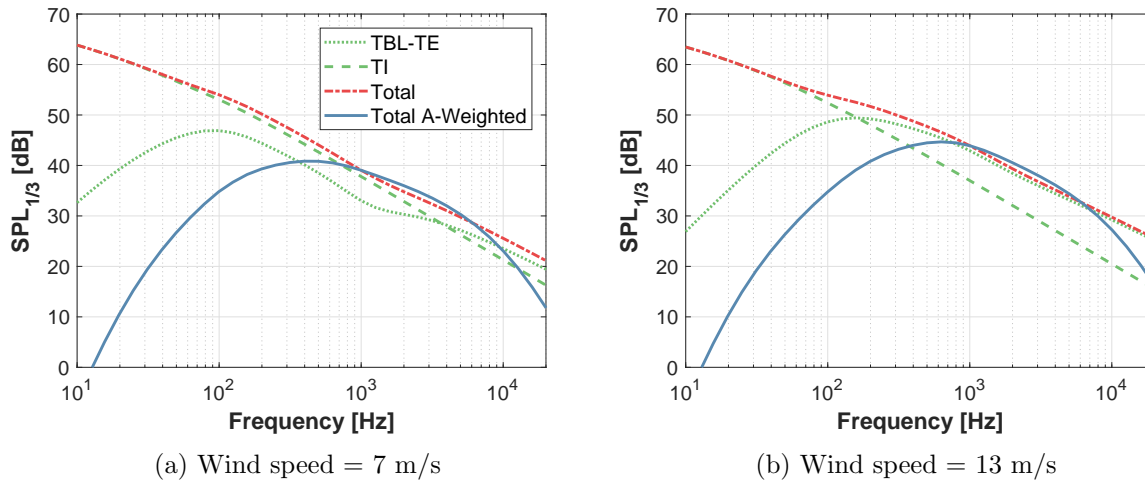 70
60
50
40
30
20
10
0
SPL1/3 [dB]
10^1 10^2 10^3 10^4
Frequency [Hz]
TBL-TE
TI
Total
Total A-Weighted
(a) Wind speed = 7 m/s
70
60
50
40
30
20
10
0
SPL1/3 [dB]
10^1 10^2 10^3 10^4
Frequency [Hz]
(b) Wind speed = 13 m/s